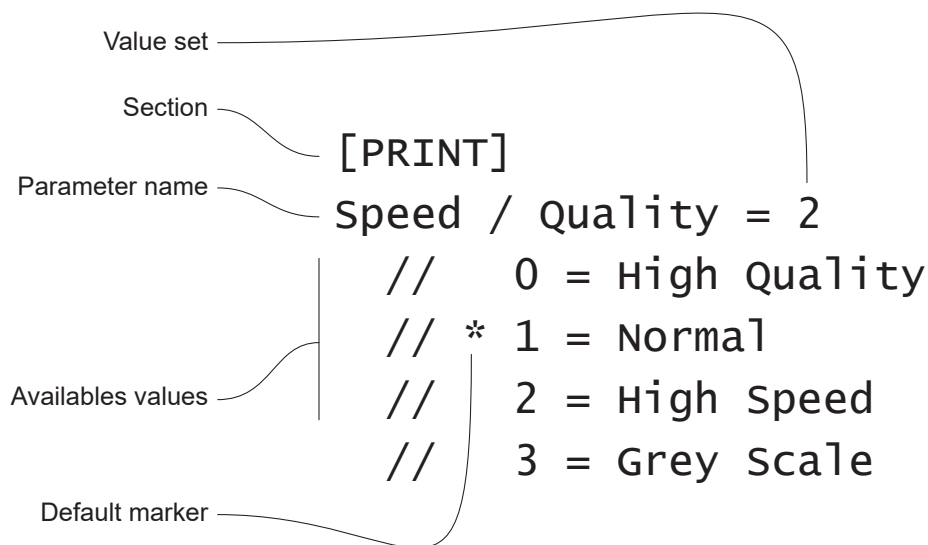 Value set
Section
[PRINT]
Parameter name
Speed / Quality = 2
// 0 = High Quality
// * 1 = Normal
Availables values
// 2 = High Speed
// 3 = Grey Scale
Default marker